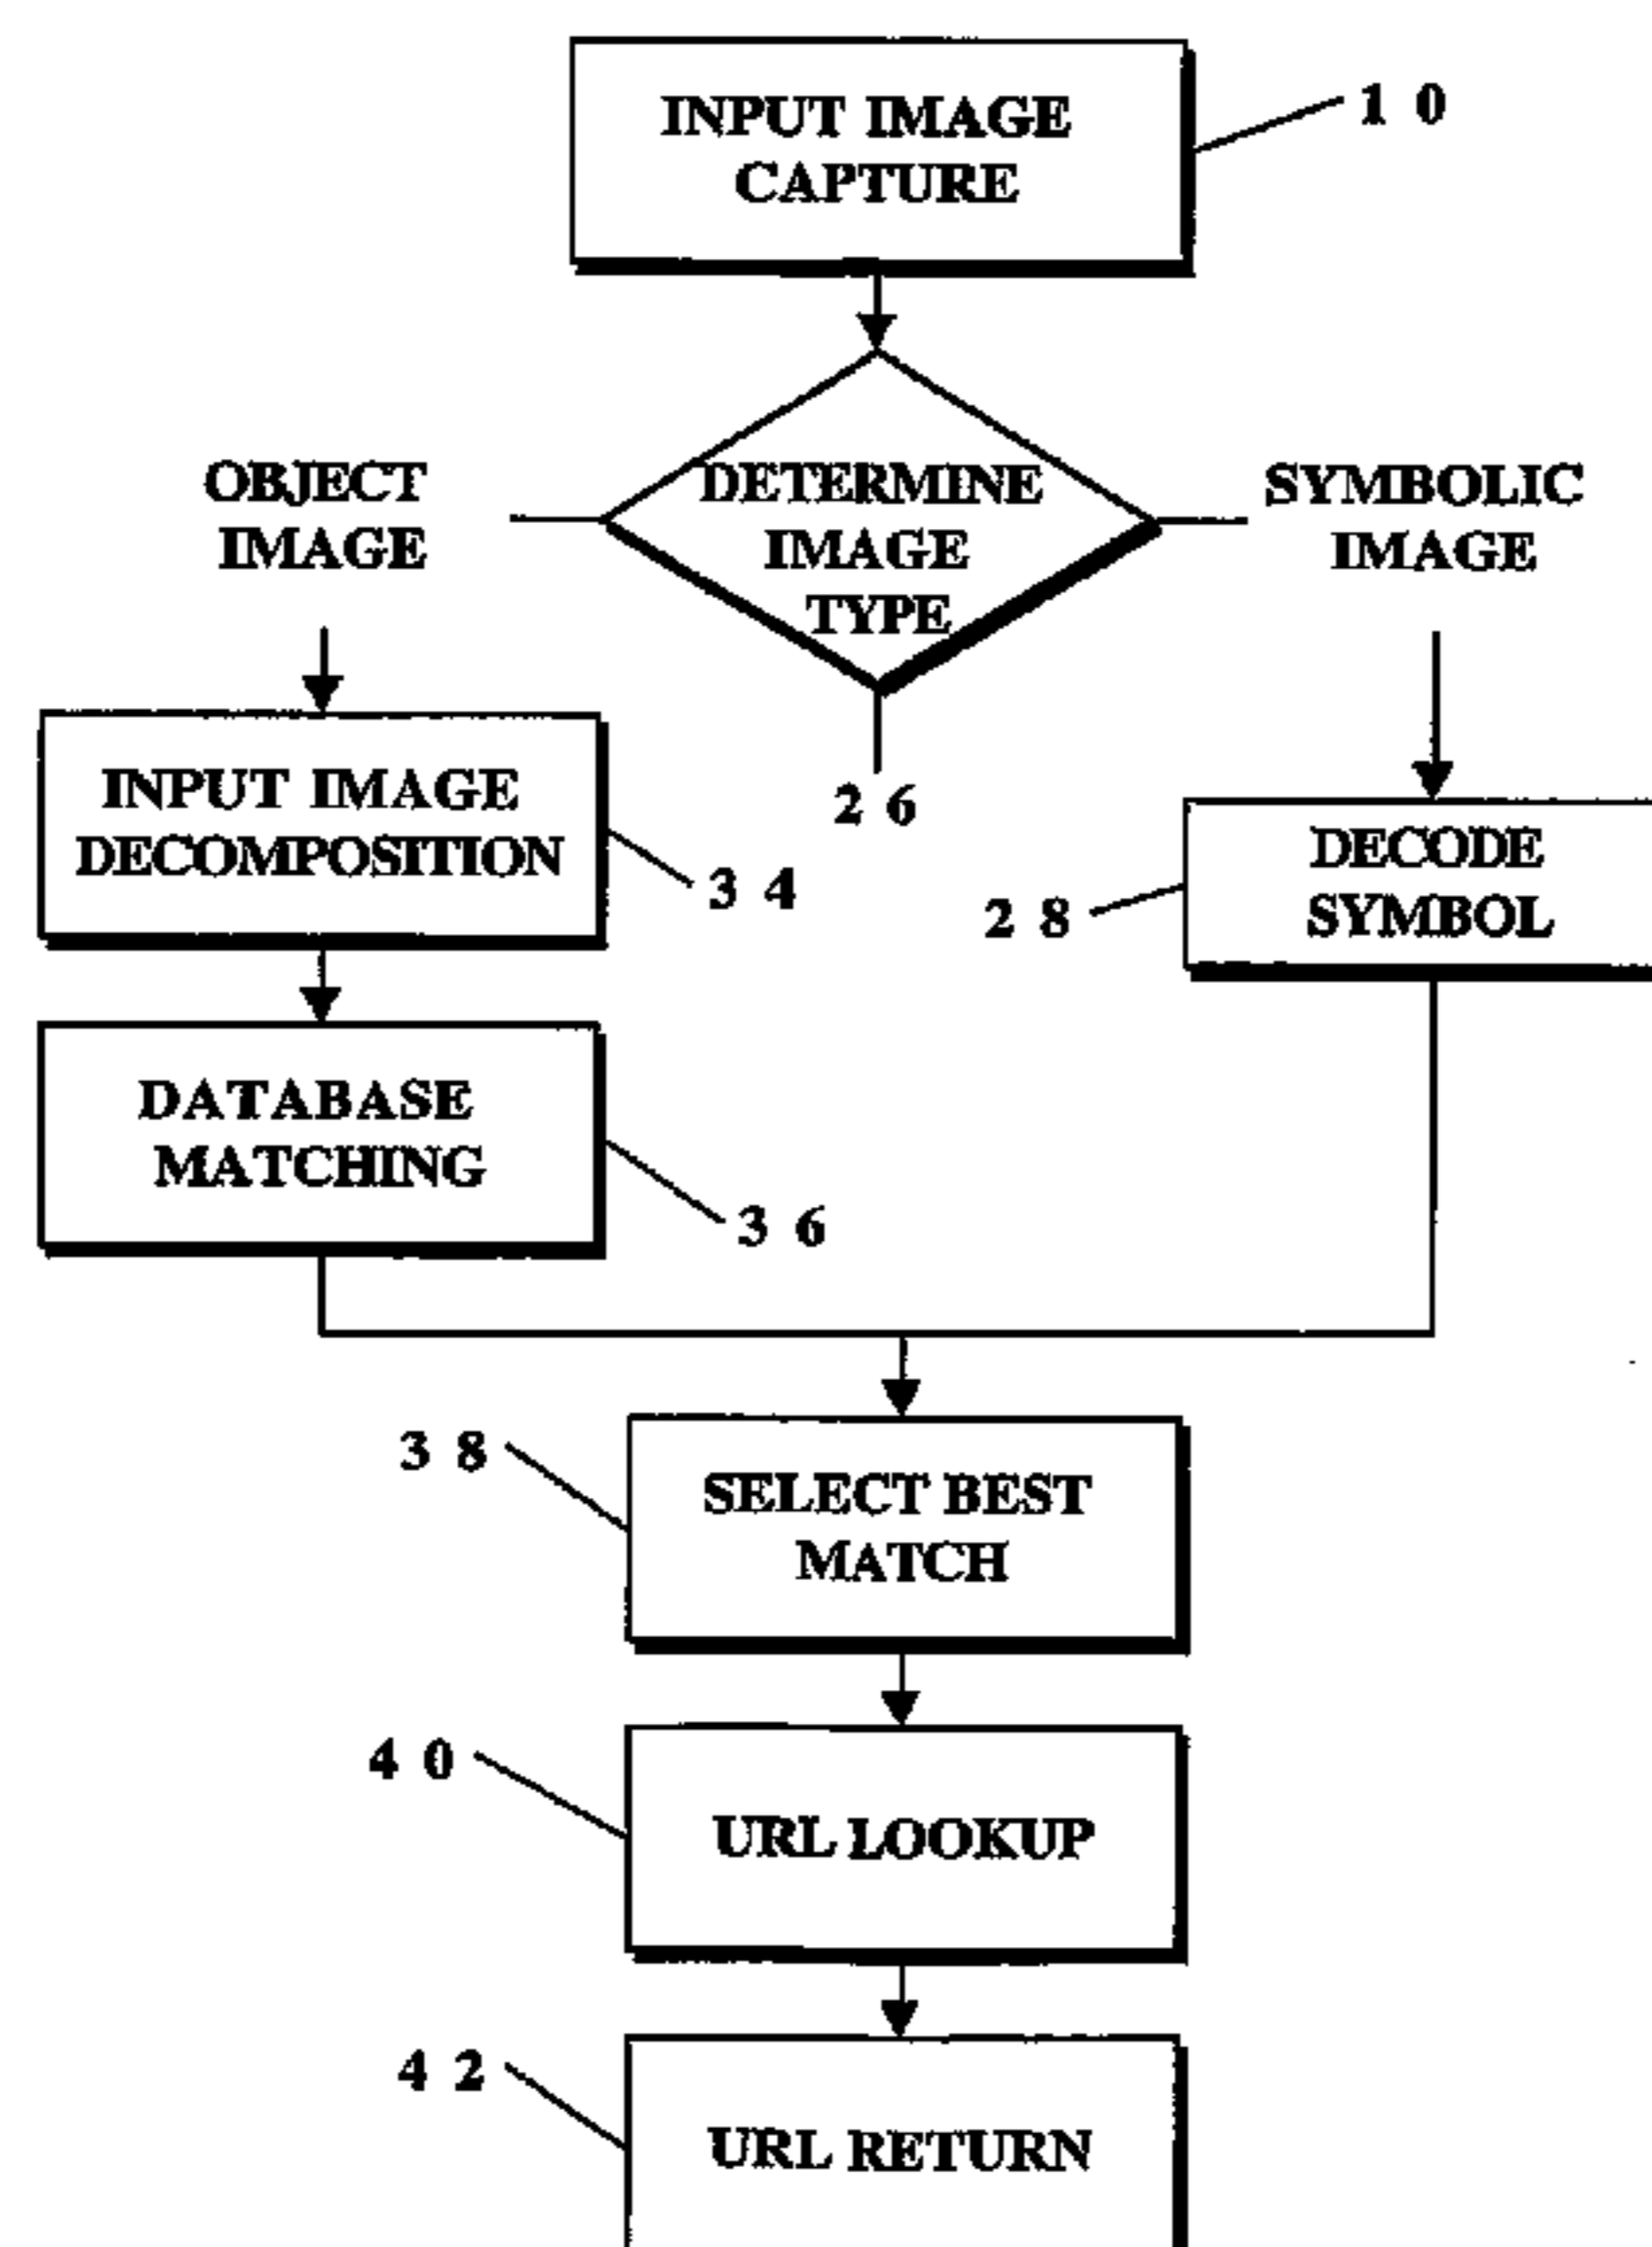 INPUT IMAGE
CAPTURE
1 0
OBJECT
IMAGE
DETERMINE
IMAGE
TYPE
SYMBOLIC
IMAGE
2 6
INPUT IMAGE
DECOMPOSITION
3 4
DECODE
SYMBOL
2 8
DATABASE
MATCHING
3 6
3 8
SELECT BEST
MATCH
4 0
URL LOOKUP
4 2
URL RETURN